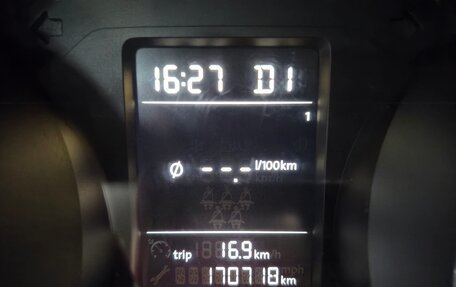 16:27 D1
1
Ø --.- l/100km
trip 16.9 km
170718 km